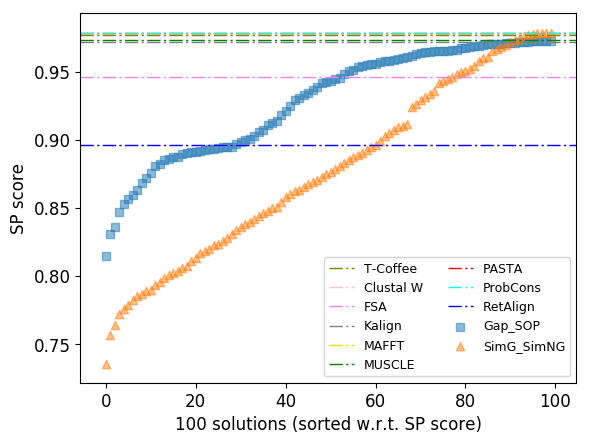 SP score
0.95
0.90
0.85
0.80
0.75
0 20 40 60 80 100
100 solutions (sorted w.r.t. SP score)
T-Coffee
Clustal W
FSA
Kalign
MAFFT
MUSCLE
PASTA
ProbCons
RetAlign
Gap_SOP
SimG_SimNG